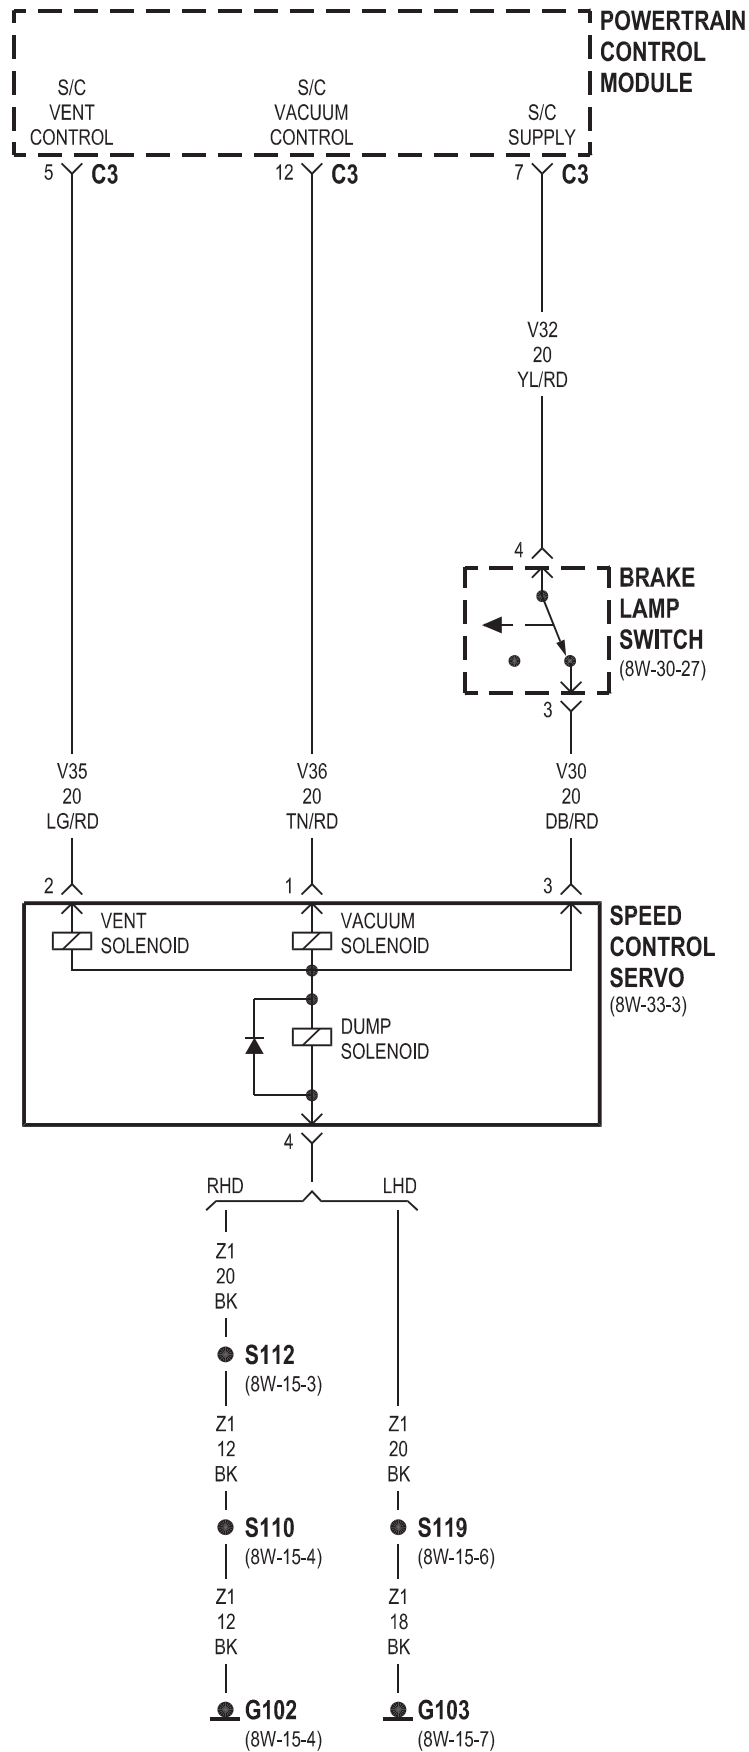 POWERTRAIN
CONTROL
MODULE
S/C
VENT
CONTROL
S/C
VACUUM
CONTROL
S/C
SUPPLY
5 C3
12 C3
7 C3
V32
20
YL/RD
4
BRAKE
LAMP
SWITCH
(8W-30-27)
3
V35
20
LG/RD
V36
20
TN/RD
V30
20
DB/RD
2
1
3
VENT
SOLENOID
VACUUM
SOLENOID
SPEED
CONTROL
SERVO
(8W-33-3)
DUMP
SOLENOID
4
RHD
LHD
Z1
20
BK
S112
(8W-15-3)
Z1
12
BK
Z1
20
BK
S110
(8W-15-4)
S119
(8W-15-6)
Z1
12
BK
Z1
18
BK
G102
(8W-15-4)
G103
(8W-15-7)